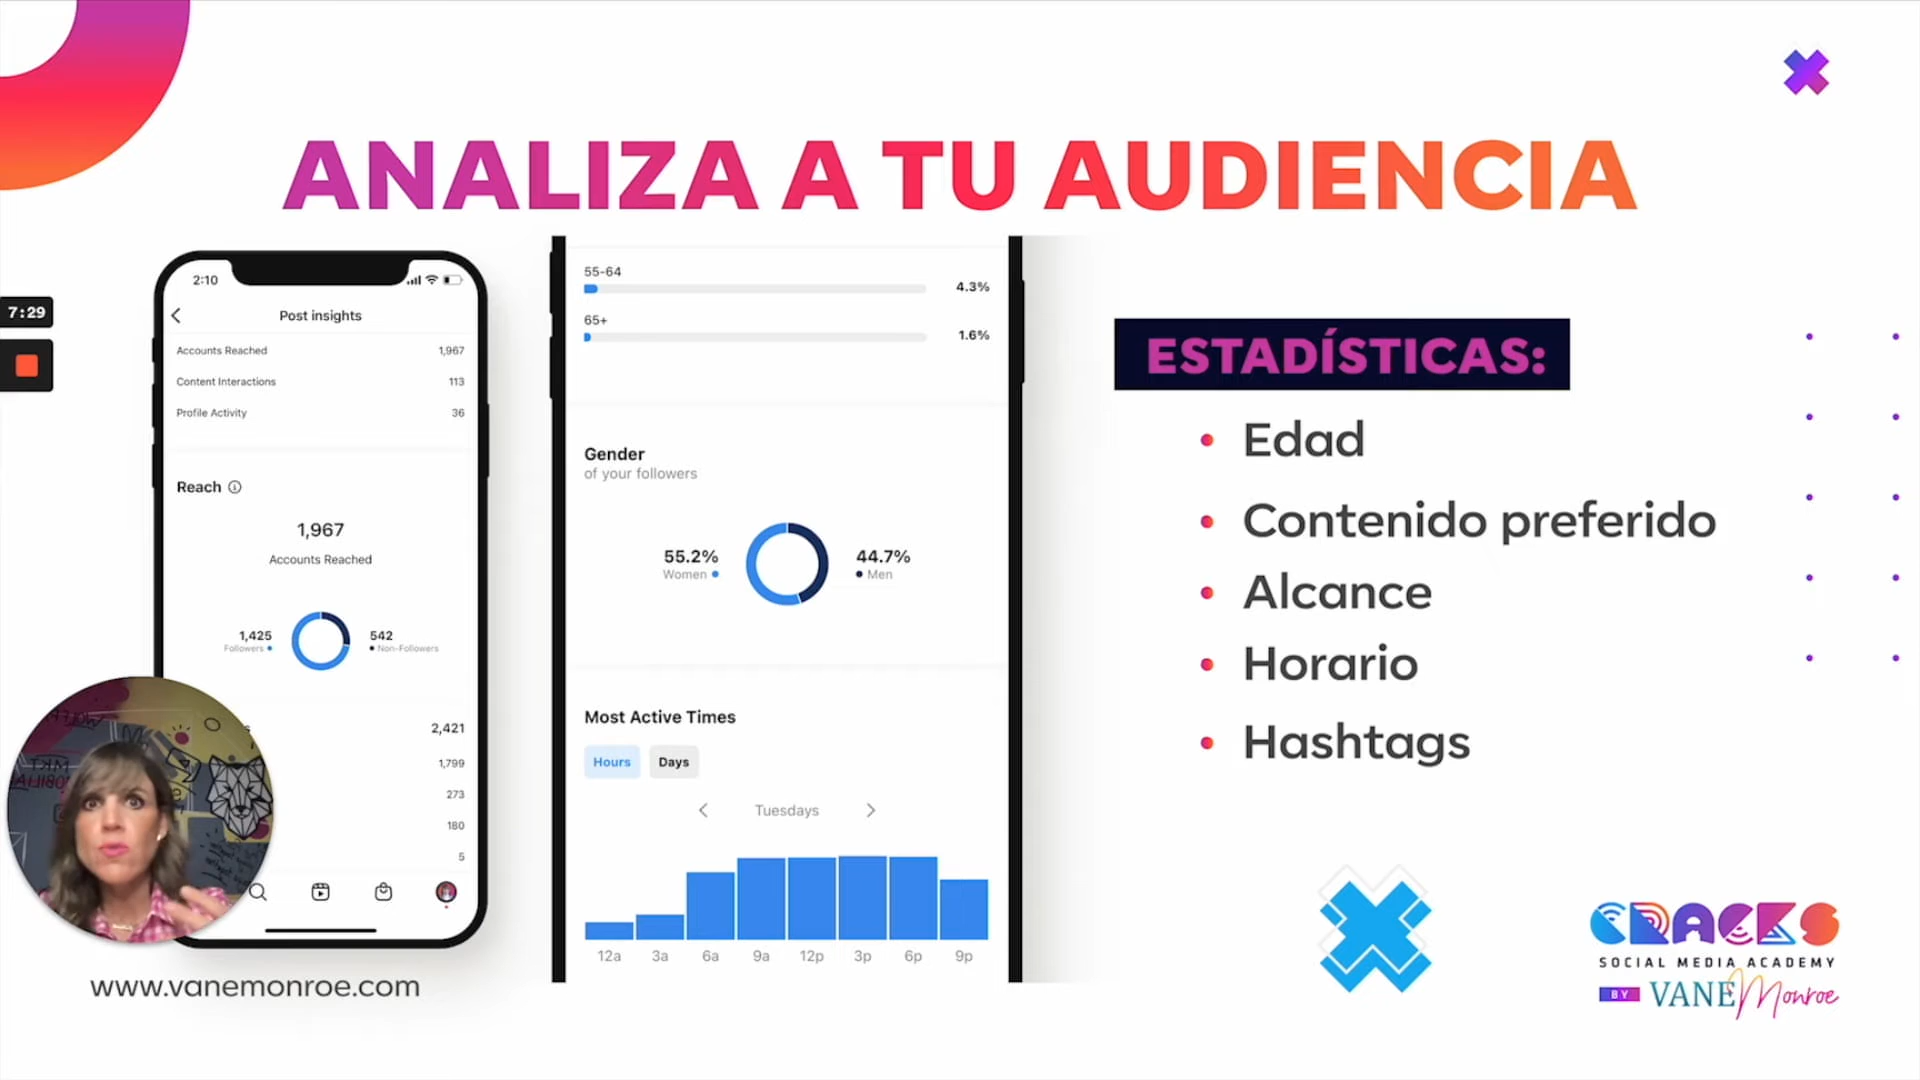 ANALIZA A TU AUDIENCIA
7:29
2:10
Post insights
Accounts Reached 1,967
Content Interactions 113
Profile Activity 36
Reach
1,967
Accounts Reached
1,425
Followers
542
Non-Followers
2,421
1,799
273
180
5
55-64
4.3%
65+
1.6%
Gender
of your followers
55.2%
Women
44.7%
Men
Most Active Times
Hours Days
Tuesdays
12a 3a 6a 9a 12p 3p 6p 9p
ESTADÍSTICAS:
• Edad
• Contenido preferido
• Alcance
• Horario
• Hashtags
www.vanemonroe.com
CRACKS
SOCIAL MEDIA ACADEMY
BY VANE Monroe